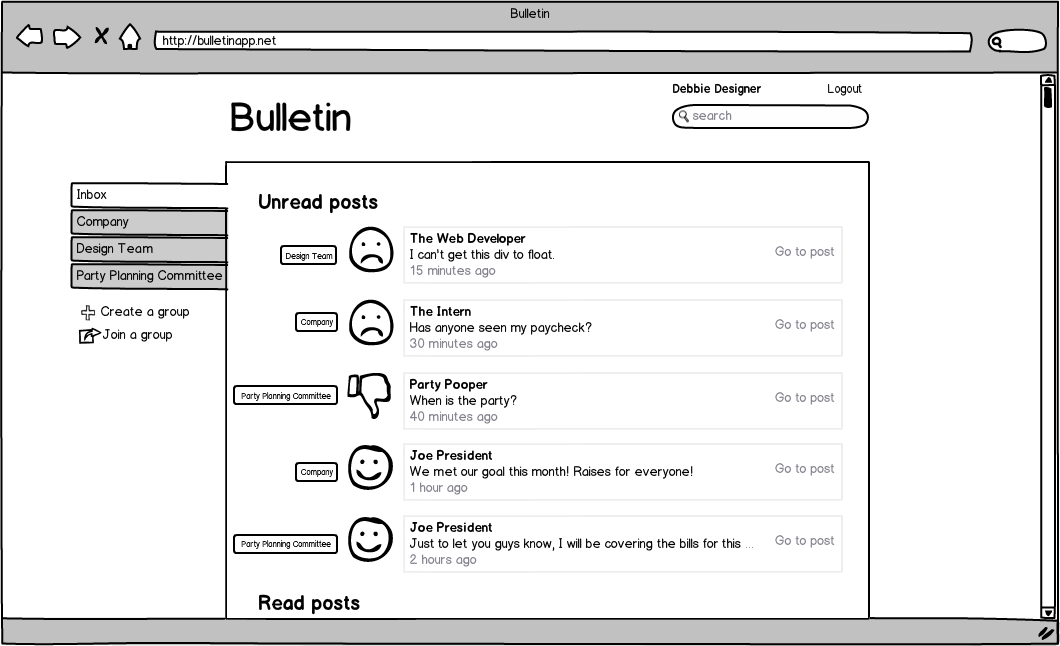 Bulletin
http://bulletinapp.net
Debbie Designer Logout
Bulletin
search
Inbox
Company
Design Team
Party Planning Committee
Create a group
Join a group
Unread posts
Design Team
The Web Developer
I can't get this div to float.
15 minutes ago
Go to post
Company
The Intern
Has anyone seen my paycheck?
30 minutes ago
Go to post
Party Planning Committee
Party Pooper
When is the party?
40 minutes ago
Go to post
Company
Joe President
We met our goal this month! Raises for everyone!
1 hour ago
Go to post
Party Planning Committee
Joe President
Just to let you guys know, I will be covering the bills for this ...
2 hours ago
Go to post
Read posts